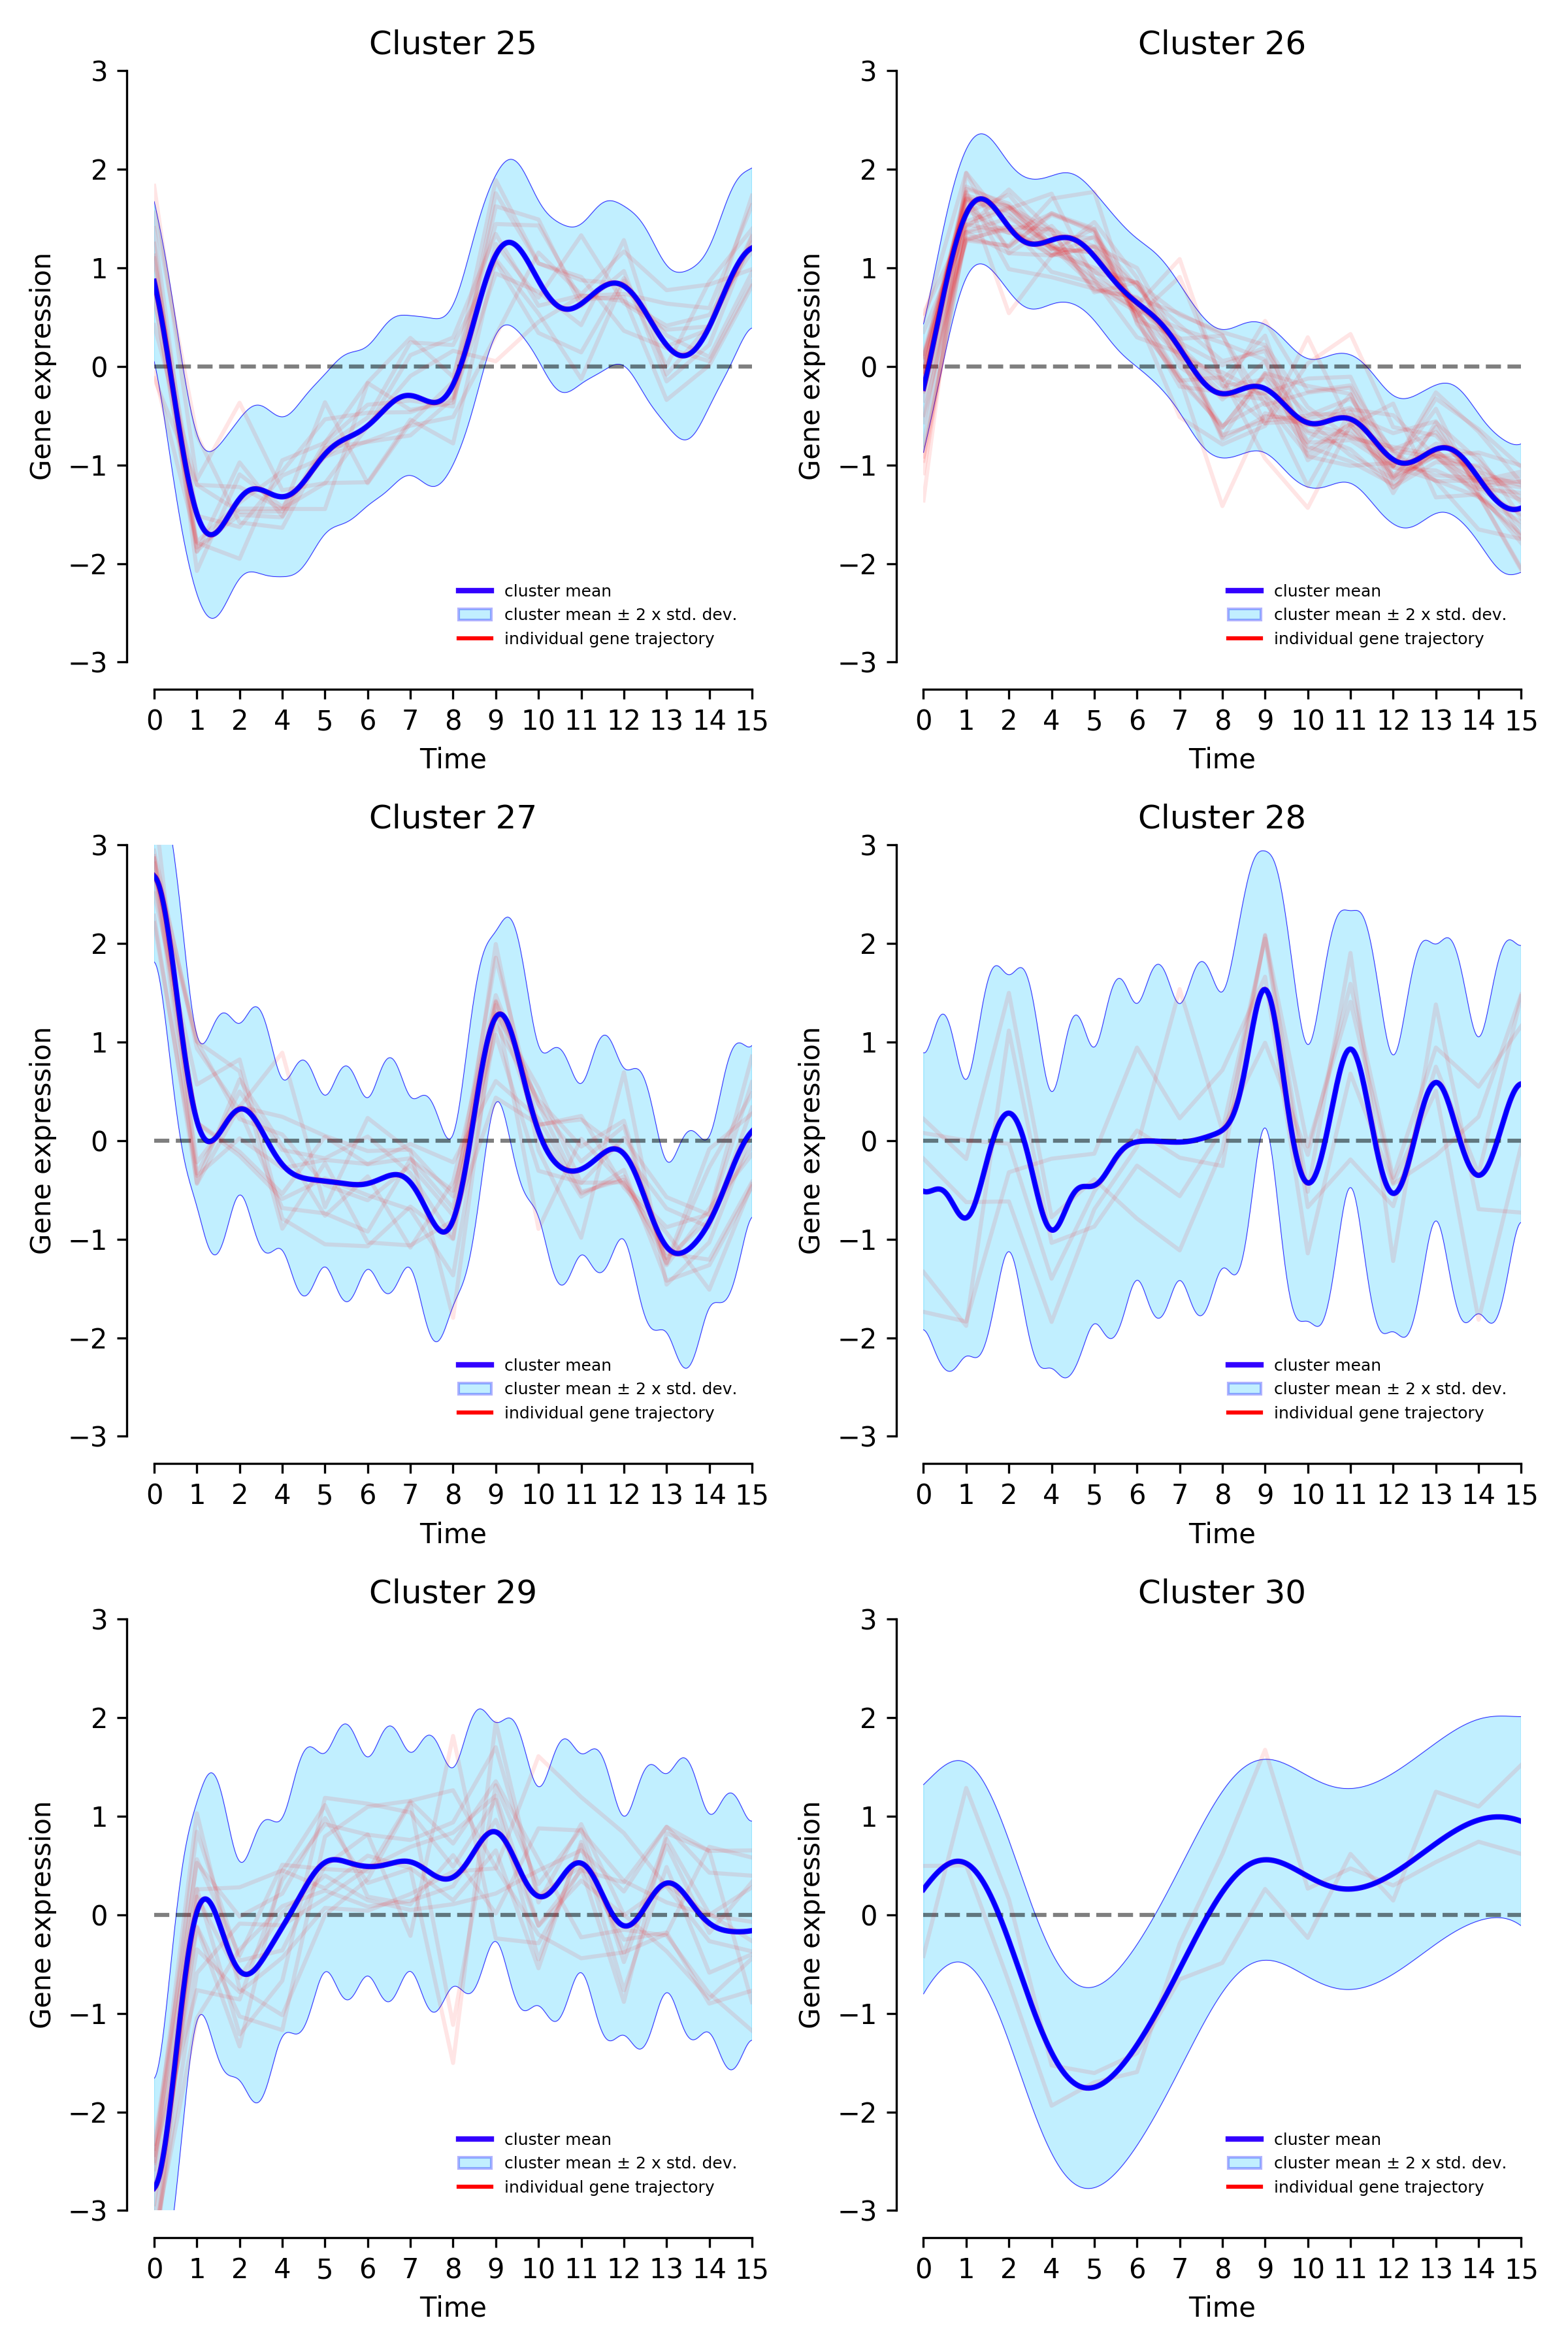 Cluster 25
3
2
1
0
−1
−2
−3
Gene expression
cluster mean
cluster mean ± 2 x std. dev.
individual gene trajectory
0 1 2 4 5 6 7 8 9 10 11 12 13 14 15
Time
Cluster 26
3
2
1
0
−1
−2
−3
Gene expression
cluster mean
cluster mean ± 2 x std. dev.
individual gene trajectory
0 1 2 4 5 6 7 8 9 10 11 12 13 14 15
Time
Cluster 27
3
2
1
0
−1
−2
−3
Gene expression
cluster mean
cluster mean ± 2 x std. dev.
individual gene trajectory
0 1 2 4 5 6 7 8 9 10 11 12 13 14 15
Time
Cluster 28
3
2
1
0
−1
−2
−3
Gene expression
cluster mean
cluster mean ± 2 x std. dev.
individual gene trajectory
0 1 2 4 5 6 7 8 9 10 11 12 13 14 15
Time
Cluster 29
3
2
1
0
−1
−2
−3
Gene expression
cluster mean
cluster mean ± 2 x std. dev.
individual gene trajectory
0 1 2 4 5 6 7 8 9 10 11 12 13 14 15
Time
Cluster 30
3
2
1
0
−1
−2
−3
Gene expression
cluster mean
cluster mean ± 2 x std. dev.
individual gene trajectory
0 1 2 4 5 6 7 8 9 10 11 12 13 14 15
Time